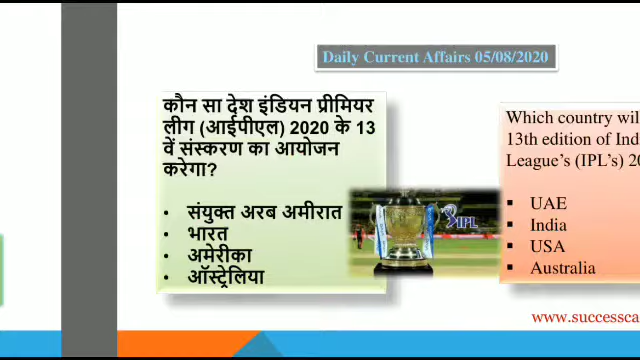 Daily Current Affairs 05/08/2020
कौन सा देश इंडियन प्रीमियर
लीग (आईपीएल) 2020 के 13
वें संस्करण का आयोजन
करेगा?
• संयुक्त अरब अमीरात
• भारत
• अमेरीका
• ऑस्ट्रेलिया
IPL
Which country wil
13th edition of Ind
League's (IPL's) 20
▪ UAE
▪ India
▪ USA
▪ Australia
www.successca